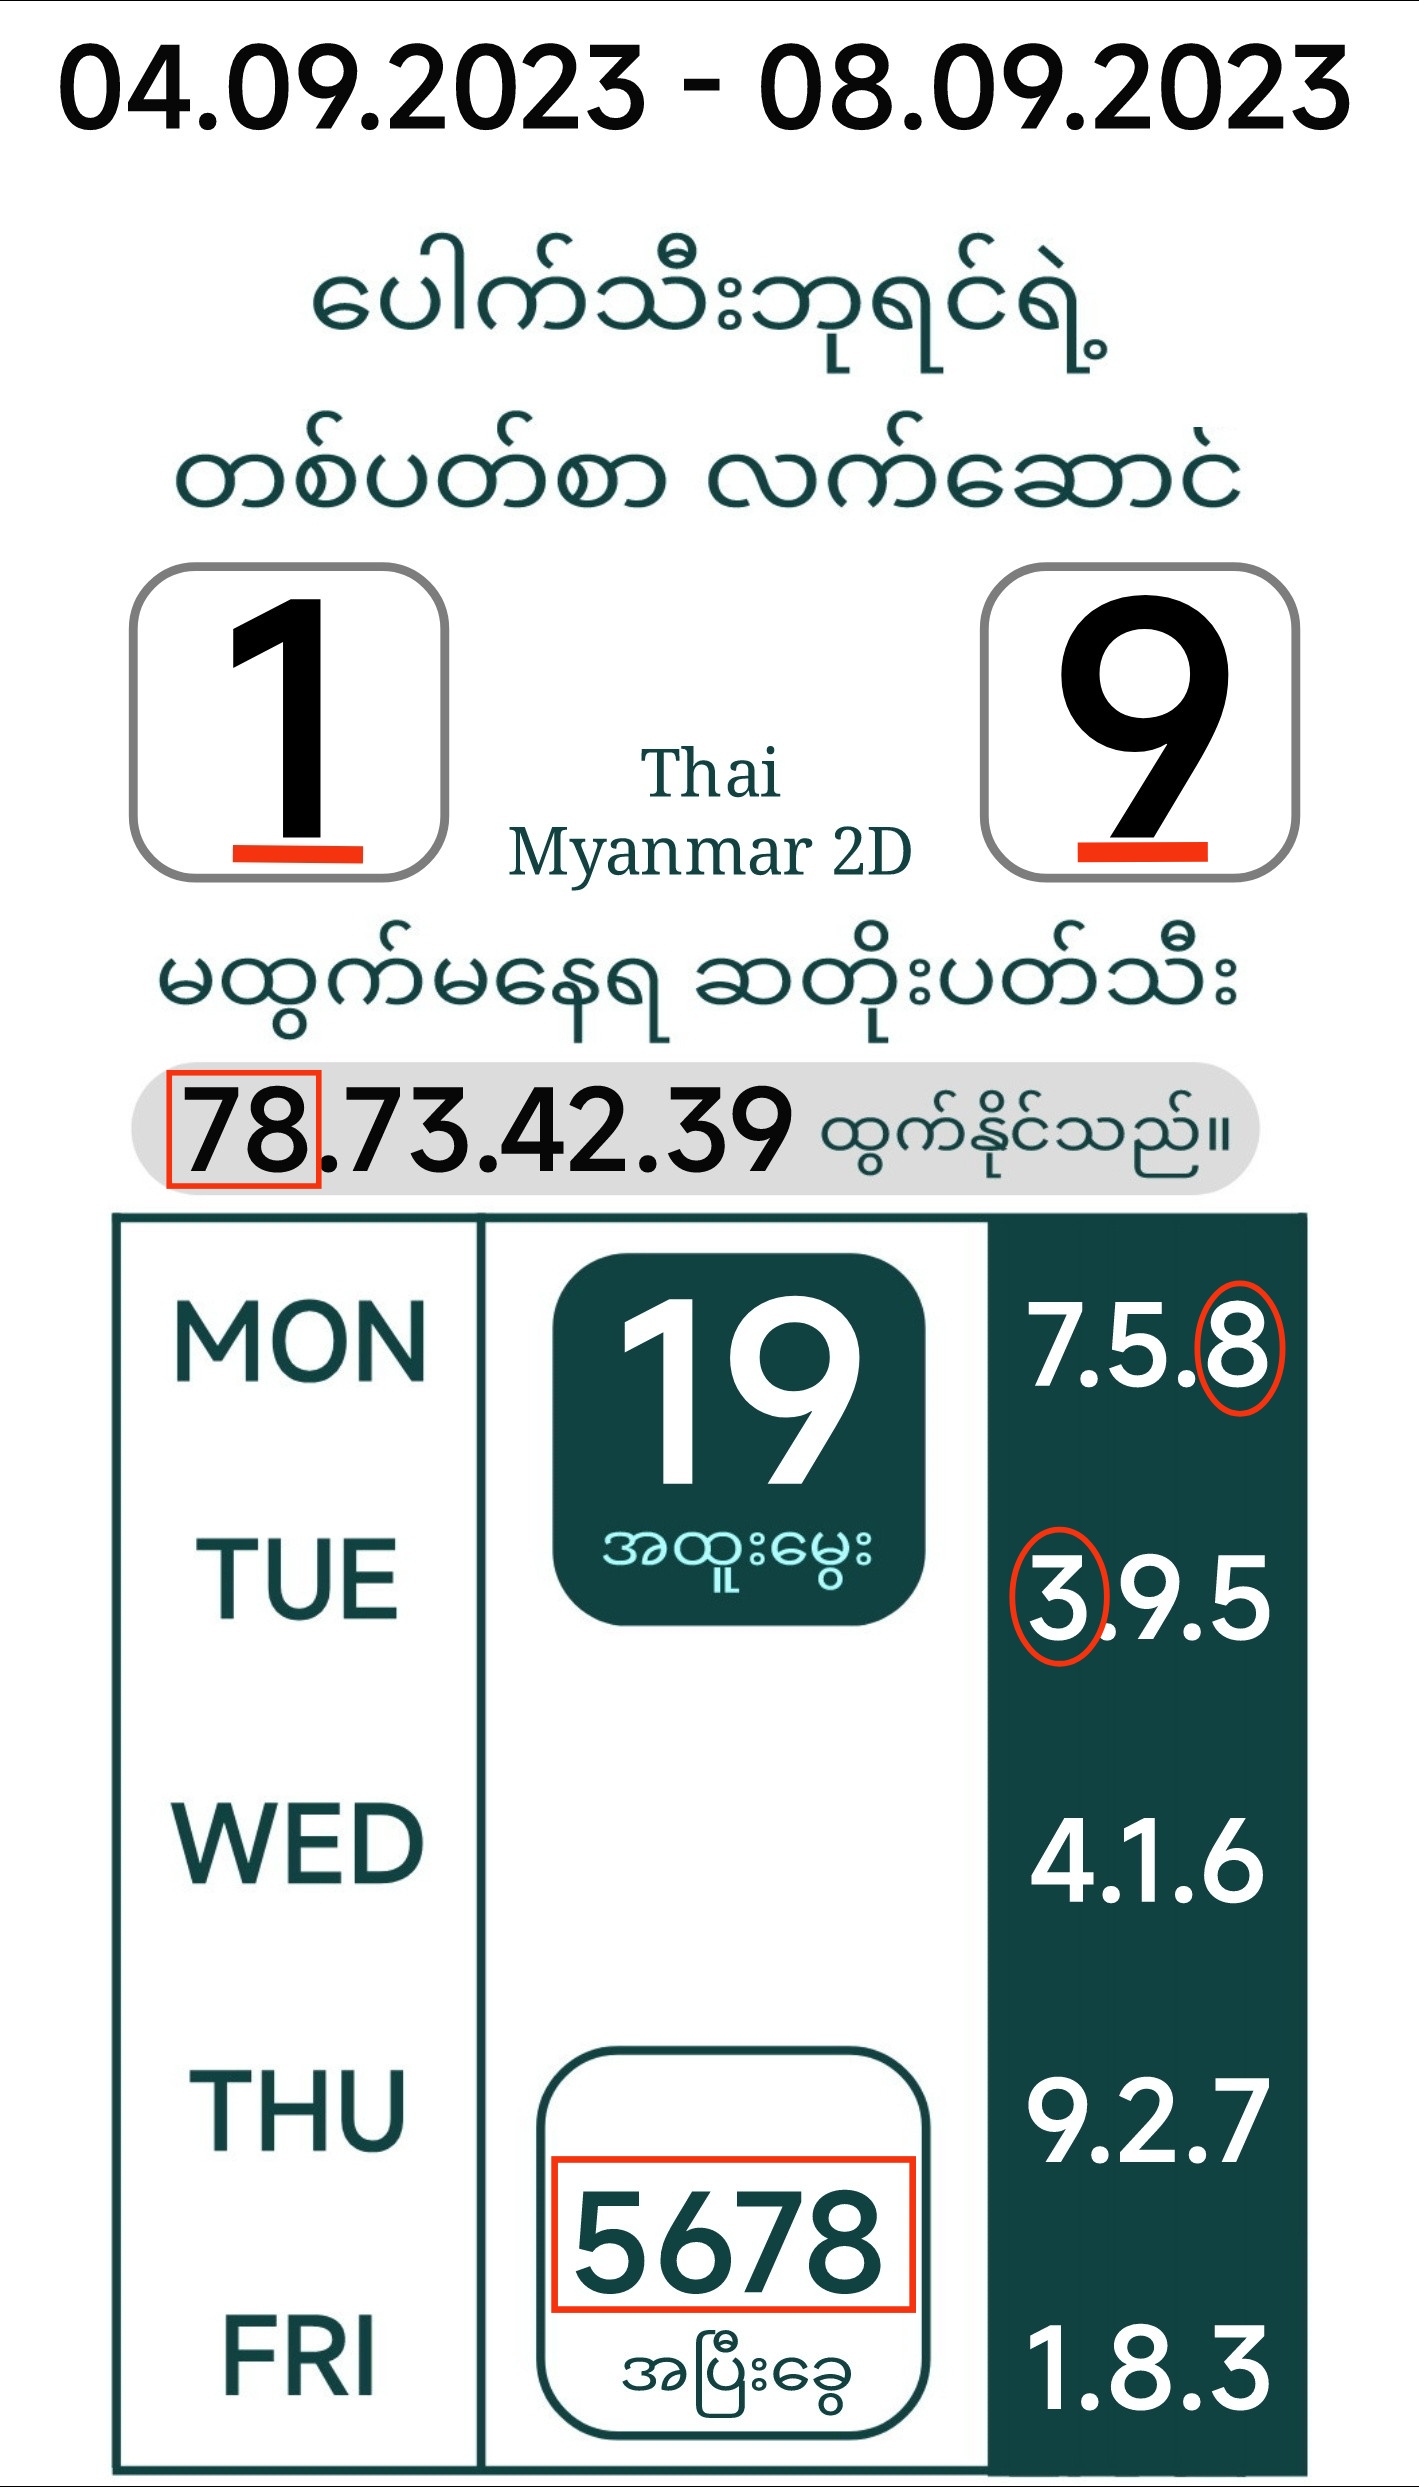 04.09.2023 - 08.09.2023
ပေါက်သီးဘုရင်ရဲ့
တစ်ပတ်စာ လက်ဆောင်
1 9
Thai
Myanmar 2D
မထွက်မနေရ ဆတိုးပတ်သီး
78.73.42.39 ထွက်နိုင်သည်။
MON 19 7.5.8
အထူးမွေး
TUE 3.9.5
WED 4.1.6
THU 9.2.7
5678
အပြီးခွေ
FRI 1.8.3